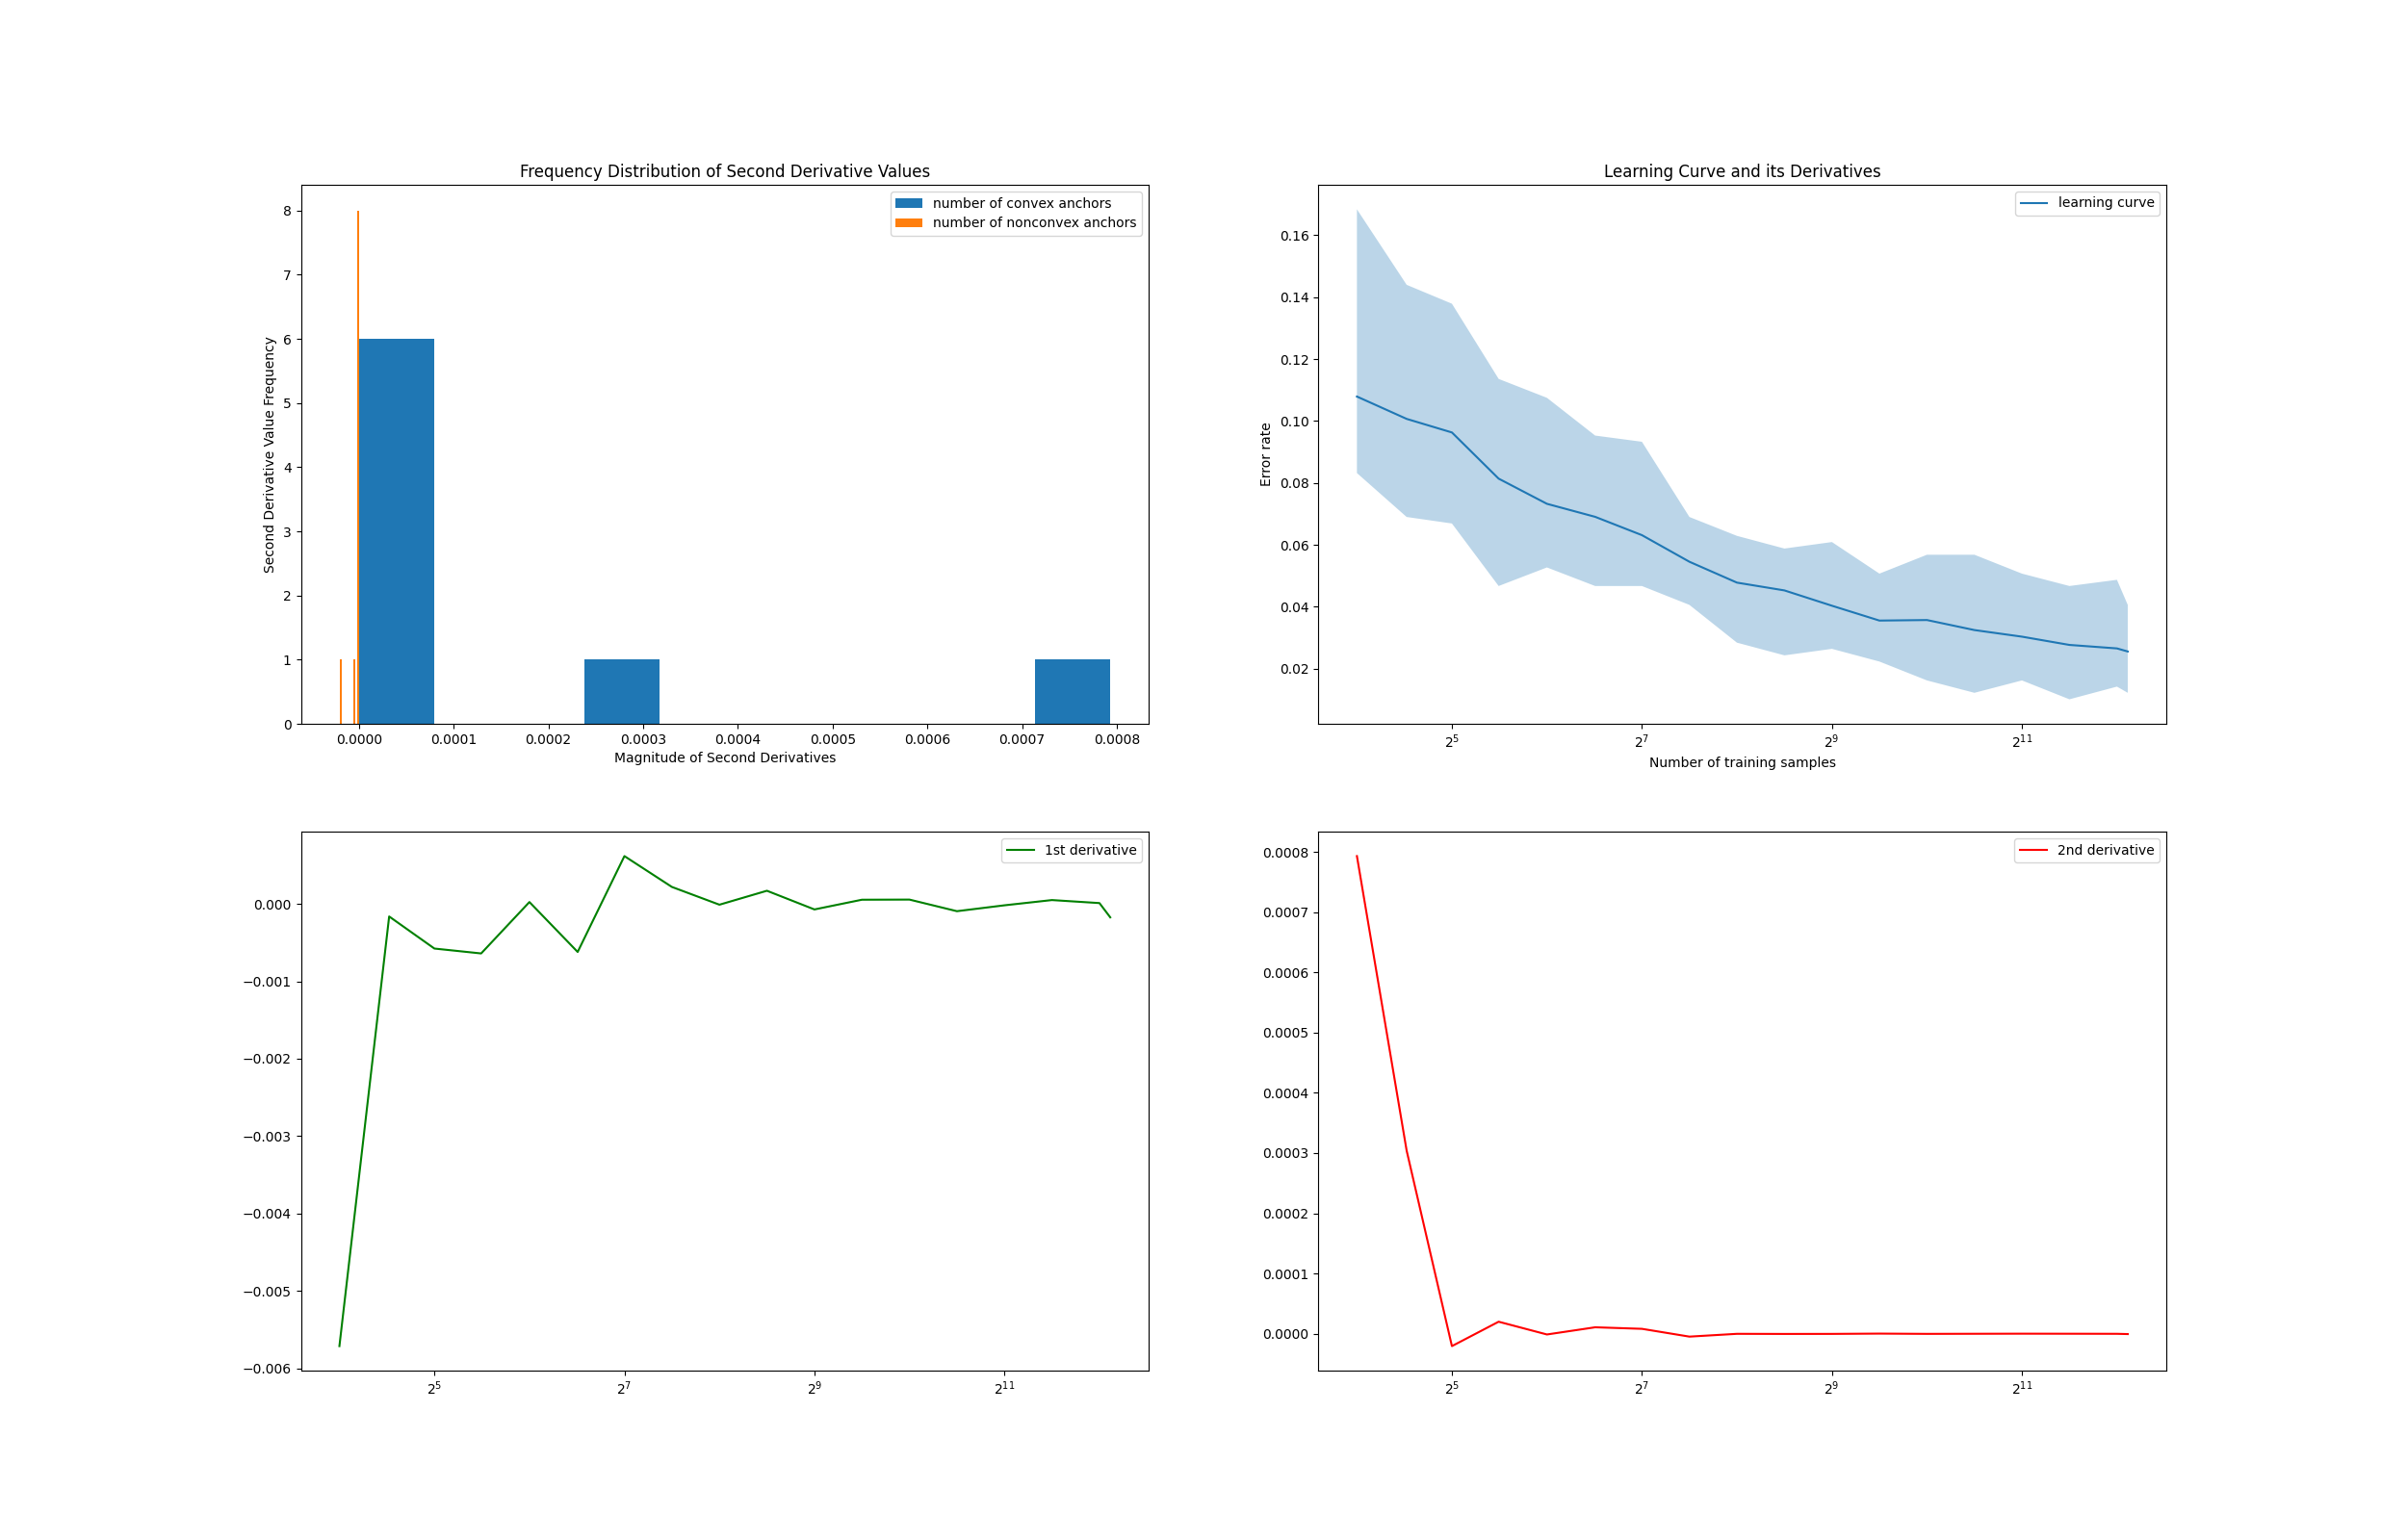 Frequency Distribution of Second Derivative Values
number of convex anchors
number of nonconvex anchors
8
7
6
5
4
3
2
1
0
Second Derivative Value Frequency
0.0000 0.0001 0.0002 0.0003 0.0004 0.0005 0.0006 0.0007 0.0008
Magnitude of Second Derivatives
Learning Curve and its Derivatives
learning curve
0.16
0.14
0.12
0.10
0.08
0.06
0.04
0.02
Error rate
2^5 2^7 2^9 2^11
Number of training samples
1st derivative
0.000
−0.001
−0.002
−0.003
−0.004
−0.005
−0.006
2^5 2^7 2^9 2^11
2nd derivative
0.0008
0.0007
0.0006
0.0005
0.0004
0.0003
0.0002
0.0001
0.0000
2^5 2^7 2^9 2^11